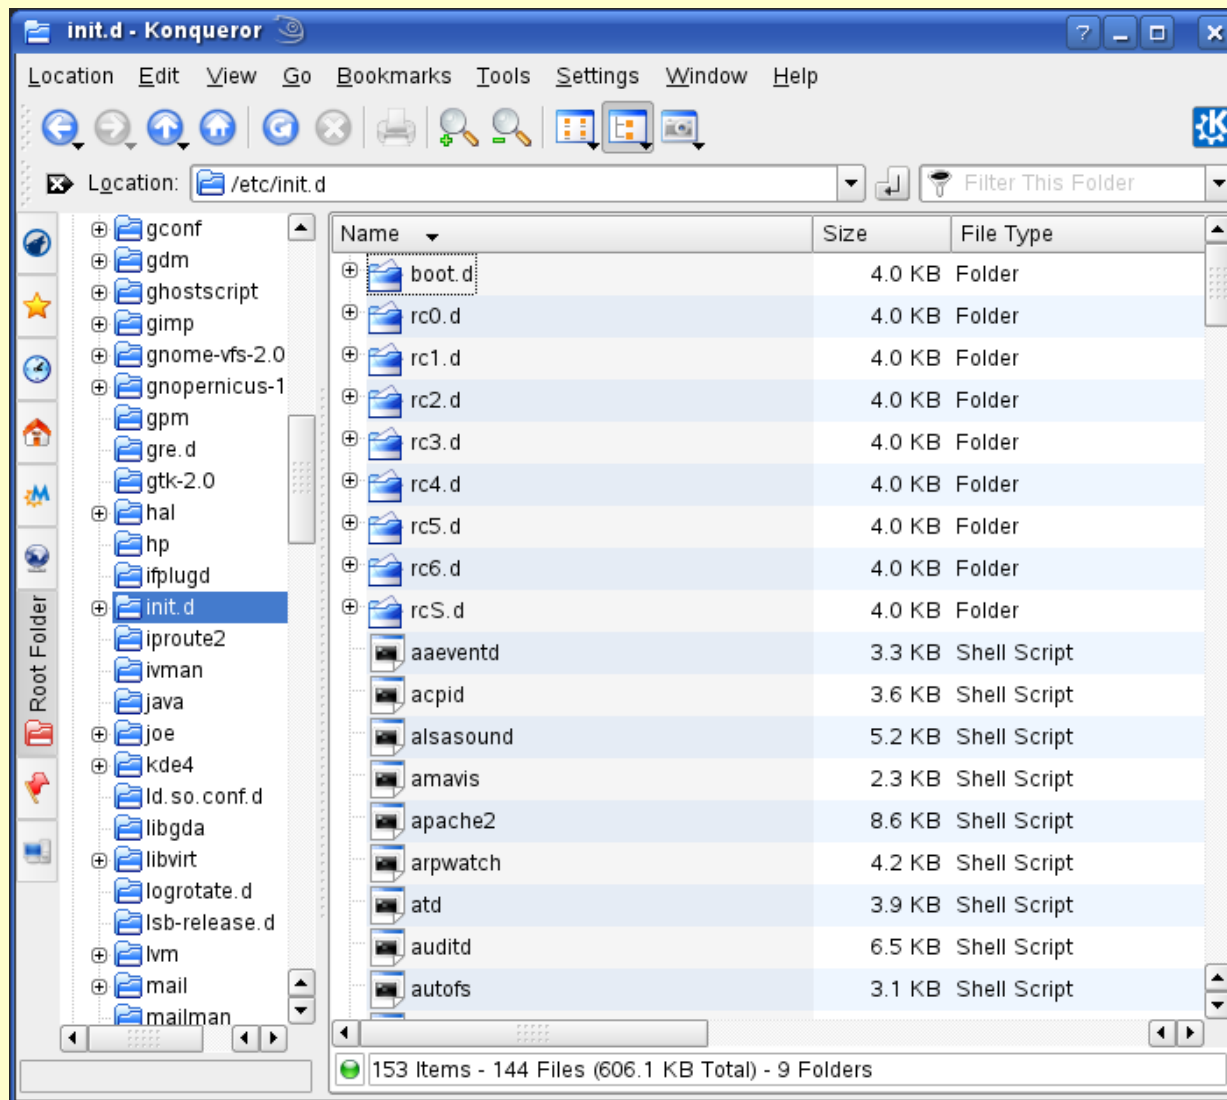 init.d - Konqueror
Location Edit View Go Bookmarks Tools Settings Window Help
Location: /etc/init.d Filter This Folder
Root Folder
gconf
gdm
ghostscript
gimp
gnome-vfs-2.0
gnopernicus-1
gpm
gre.d
gtk-2.0
hal
hp
ifplugd
init.d
iproute2
ivman
java
joe
kde4
ld.so.conf.d
libgda
libvirt
logrotate.d
lsb-release.d
lvm
mail
mailman
Name Size File Type
boot.d 4.0 KB Folder
rc0.d 4.0 KB Folder
rc1.d 4.0 KB Folder
rc2.d 4.0 KB Folder
rc3.d 4.0 KB Folder
rc4.d 4.0 KB Folder
rc5.d 4.0 KB Folder
rc6.d 4.0 KB Folder
rcS.d 4.0 KB Folder
aaeventd 3.3 KB Shell Script
acpid 3.6 KB Shell Script
alsasound 5.2 KB Shell Script
amavis 2.3 KB Shell Script
apache2 8.6 KB Shell Script
arpwatch 4.2 KB Shell Script
atd 3.9 KB Shell Script
auditd 6.5 KB Shell Script
autofs 3.1 KB Shell Script
153 Items - 144 Files (606.1 KB Total) - 9 Folders